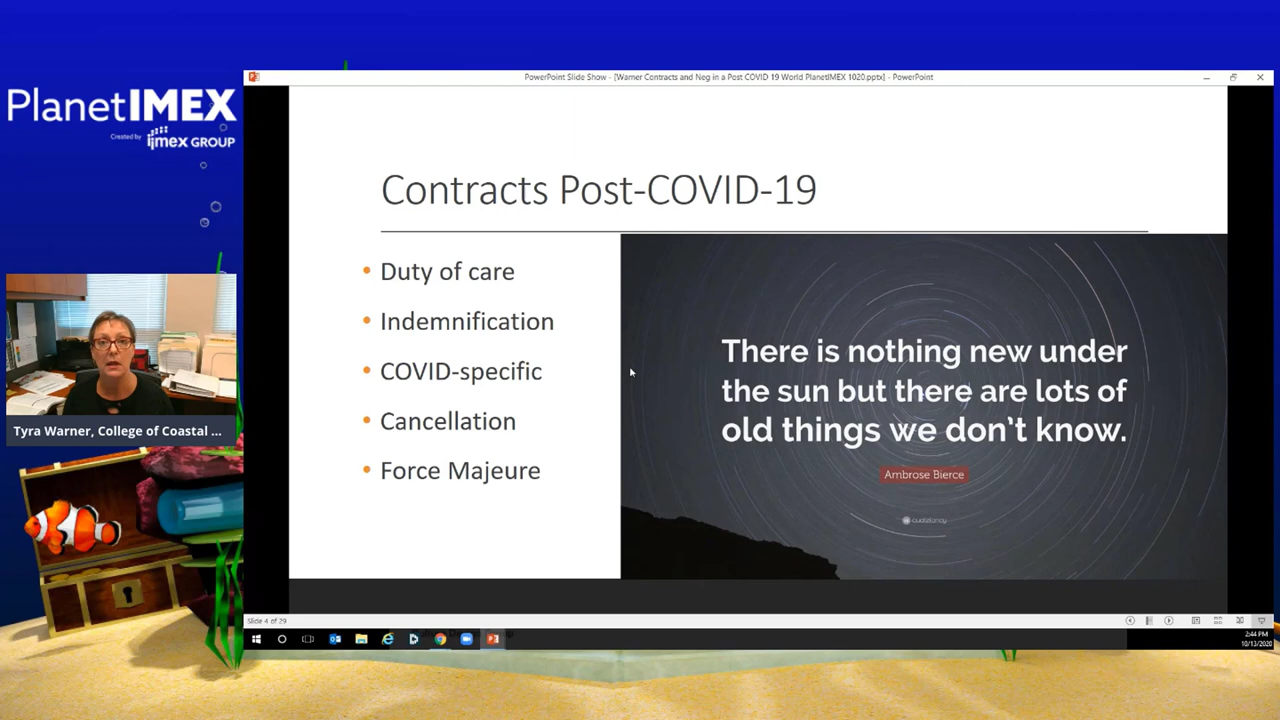 PowerPoint Slide Show - [Warner Contracts and Neg in a Post COVID 19 World PlanetIMEX 1020.pptx] - PowerPoint
PlanetIMEX
Created by
imex GROUP
Contracts Post-COVID-19
• Duty of care
• Indemnification
• COVID-specific
• Cancellation
• Force Majeure
There is nothing new under
the sun but there are lots of
old things we don't know.
Ambrose Bierce
quotefancy
Tyra Warner, College of Coastal ...
Slide 4 of 29
2:44 PM
10/13/2020